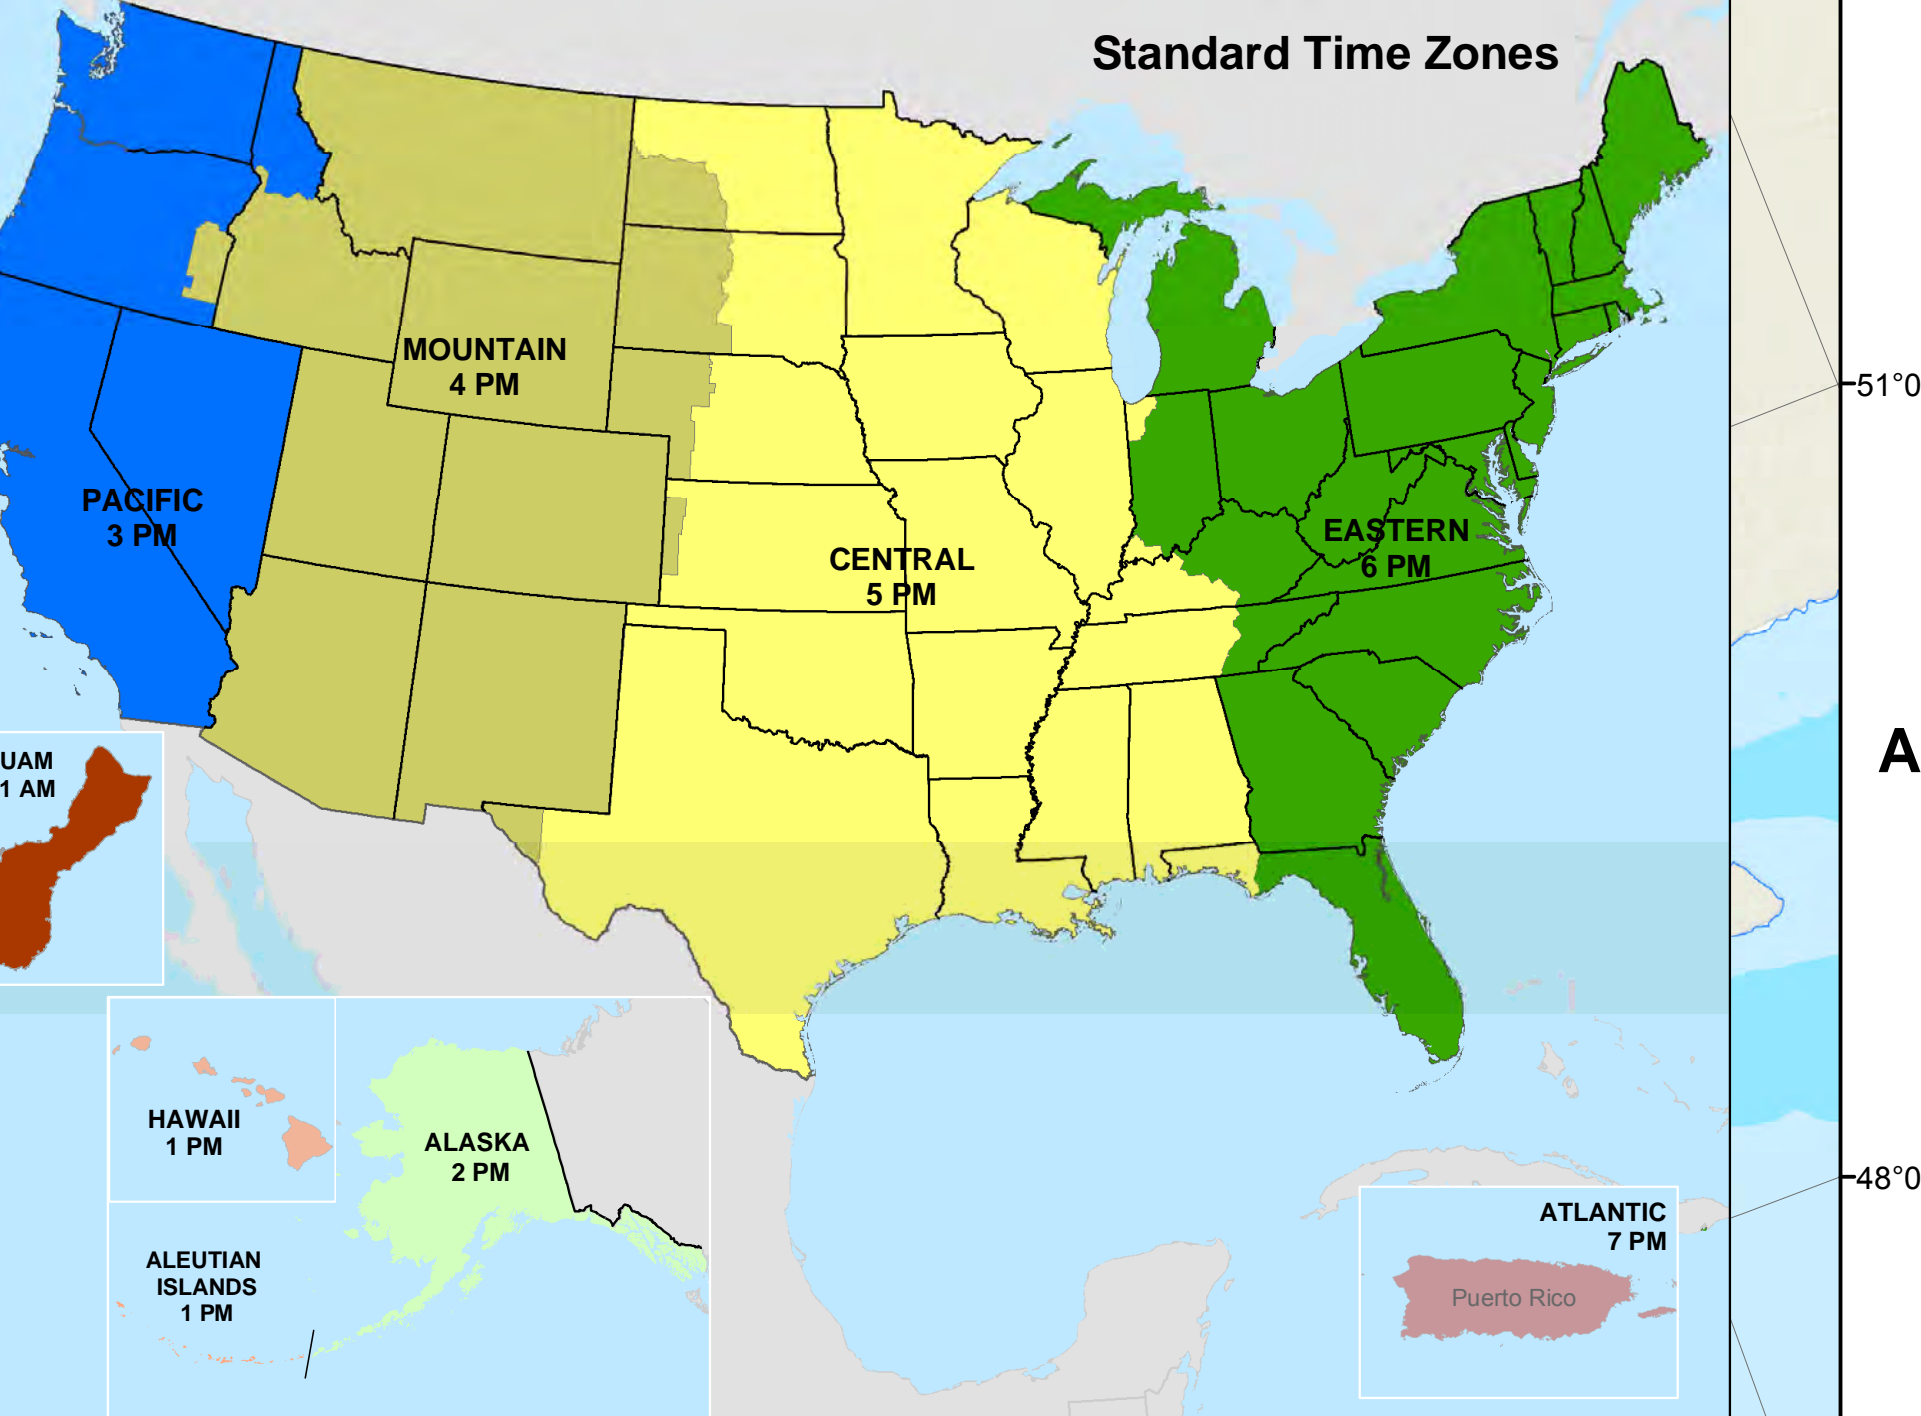 Standard Time Zones
MOUNTAIN
4 PM
51°0
PACIFIC
3 PM
EASTERN
6 PM
CENTRAL
5 PM
A
UAM
1 AM
HAWAII
1 PM
ALASKA
2 PM
48°0
ATLANTIC
7 PM
ALEUTIAN
ISLANDS
1 PM
Puerto Rico